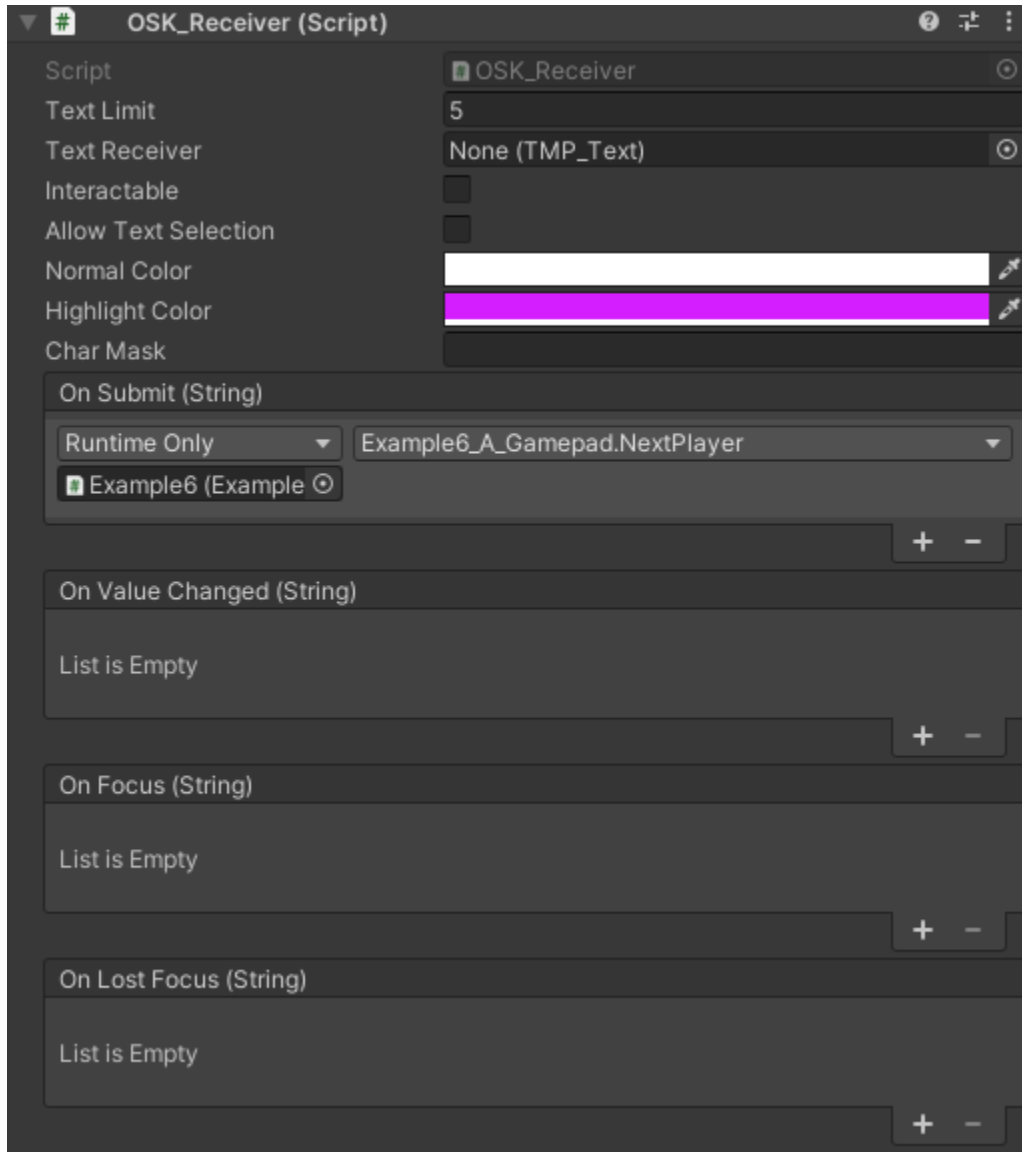 OSK_Receiver (Script)
Script OSK_Receiver
Text Limit 5
Text Receiver None (TMP_Text)
Interactable
Allow Text Selection
Normal Color
Highlight Color
Char Mask
On Submit (String)
Runtime Only Example6_A_Gamepad.NextPlayer
Example6 (Example
+ −
On Value Changed (String)
List is Empty
+ −
On Focus (String)
List is Empty
+ −
On Lost Focus (String)
List is Empty
+ −